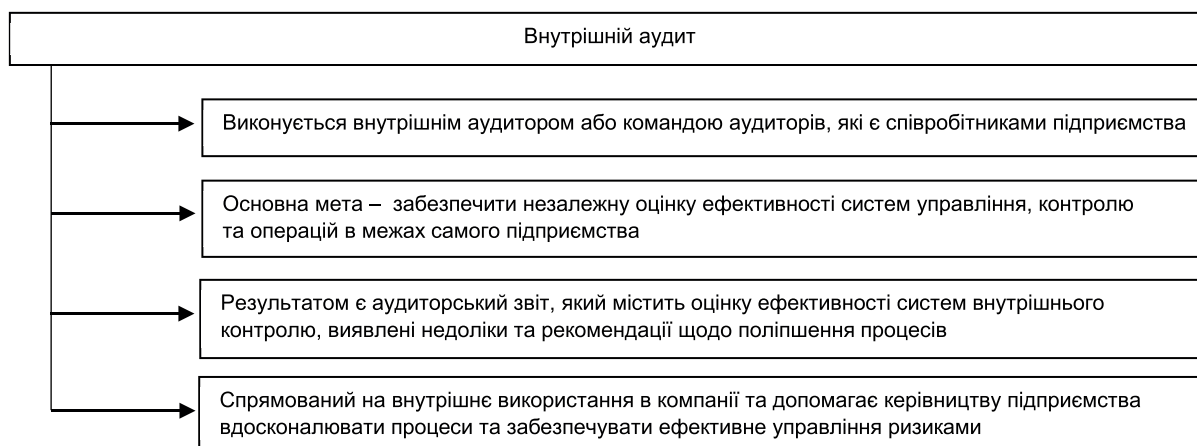 Внутрішній аудит
Виконується внутрішнім аудитором або командою аудиторів, які є співробітниками підприємства
Основна мета – забезпечити незалежну оцінку ефективності систем управління, контролю
та операцій в межах самого підприємства
Результатом є аудиторський звіт, який містить оцінку ефективності систем внутрішнього
контролю, виявлені недоліки та рекомендації щодо поліпшення процесів
Спрямований на внутрішнє використання в компанії та допомагає керівництву підприємства
вдосконалювати процеси та забезпечувати ефективне управління ризиками